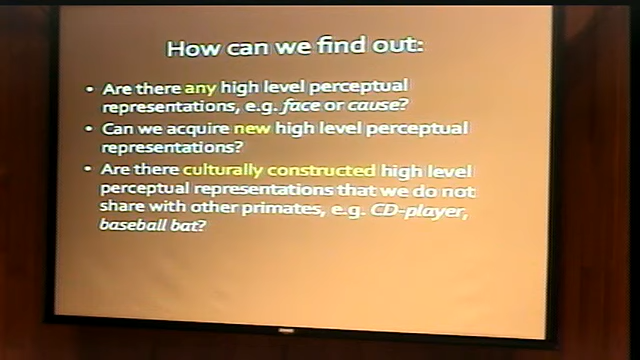 How can we find out:
• Are there any high level perceptual
representations, e.g. face or cause?
• Can we acquire new high level perceptual
representations?
• Are there culturally constructed high level
perceptual representations that we do not
share with other primates, e.g. CD-player,
baseball bat?